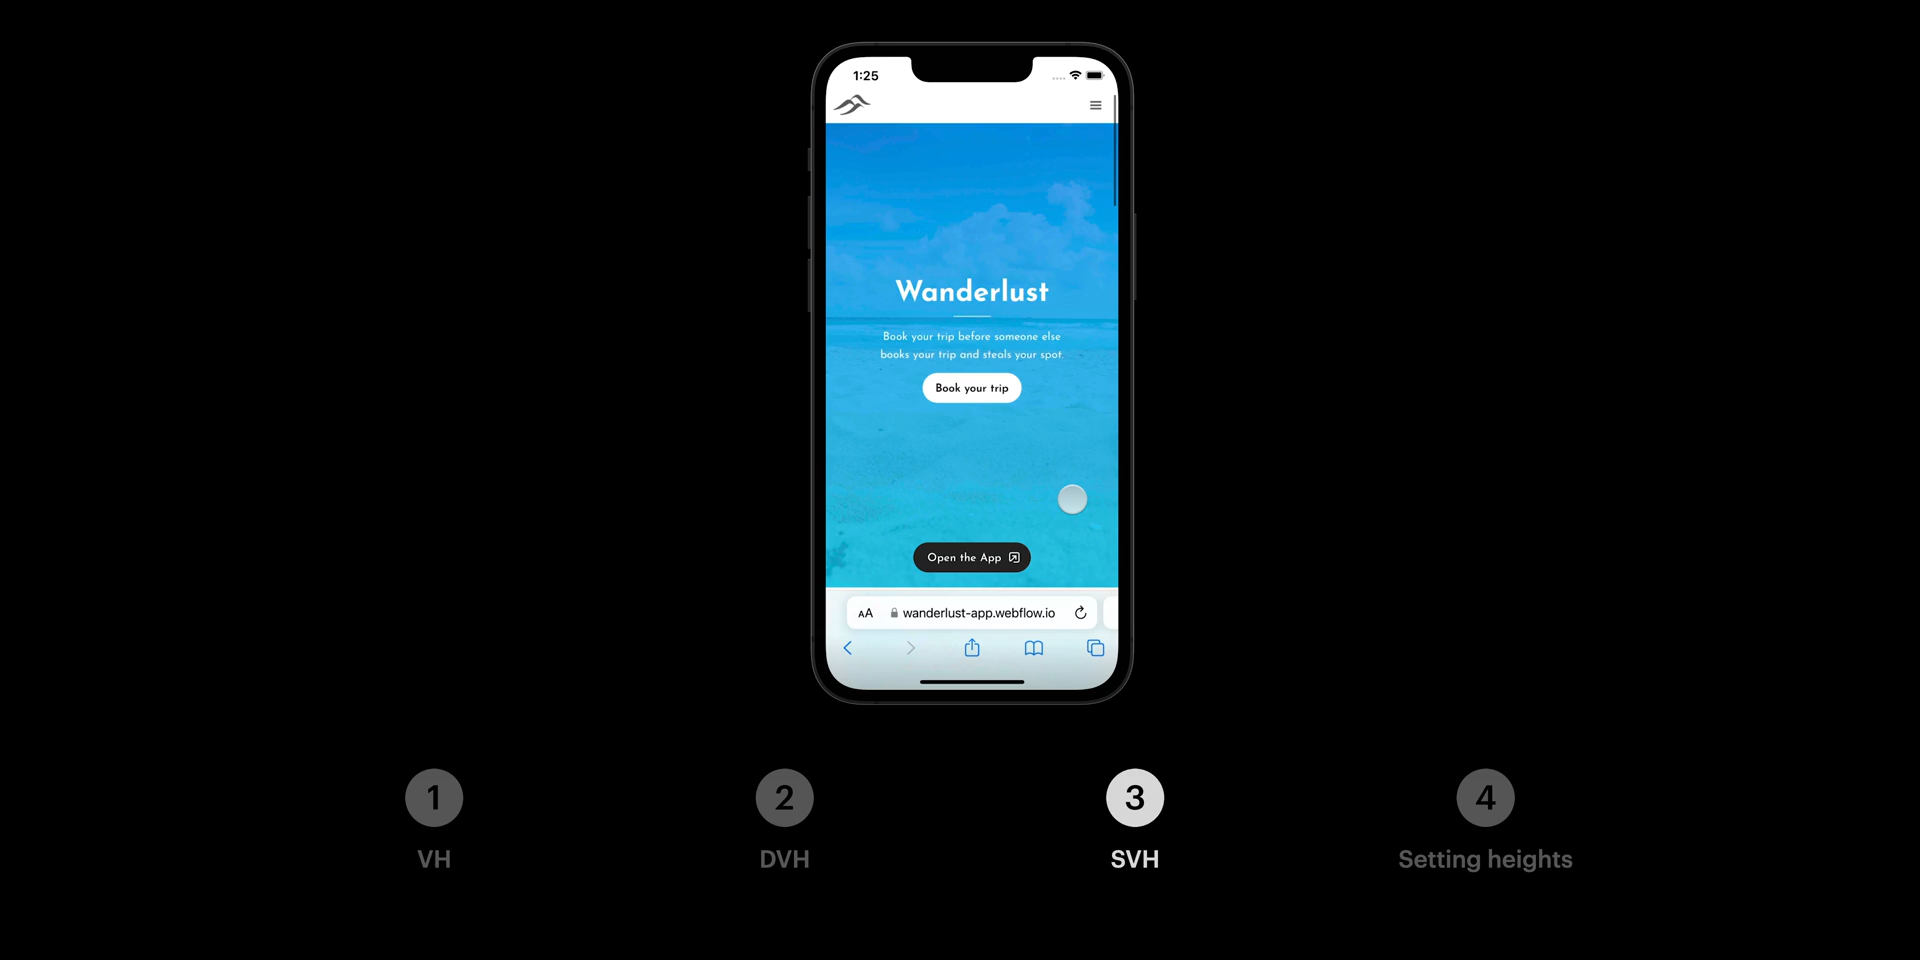 1:25
Wanderlust
Book your trip before someone else
books your trip and steals your spot.
Book your trip
Open the App
AA wanderlust-app.webflow.io
1
VH
2
DVH
3
SVH
4
Setting heights